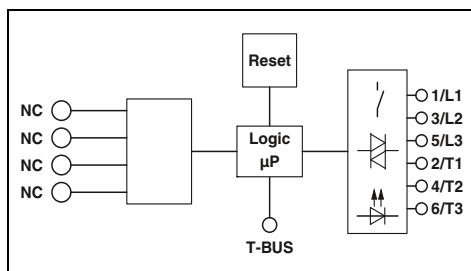 Reset
NC
NC
NC
NC
Logic
µP
T-BUS
1/L1
3/L2
5/L3
2/T1
4/T2
6/T3